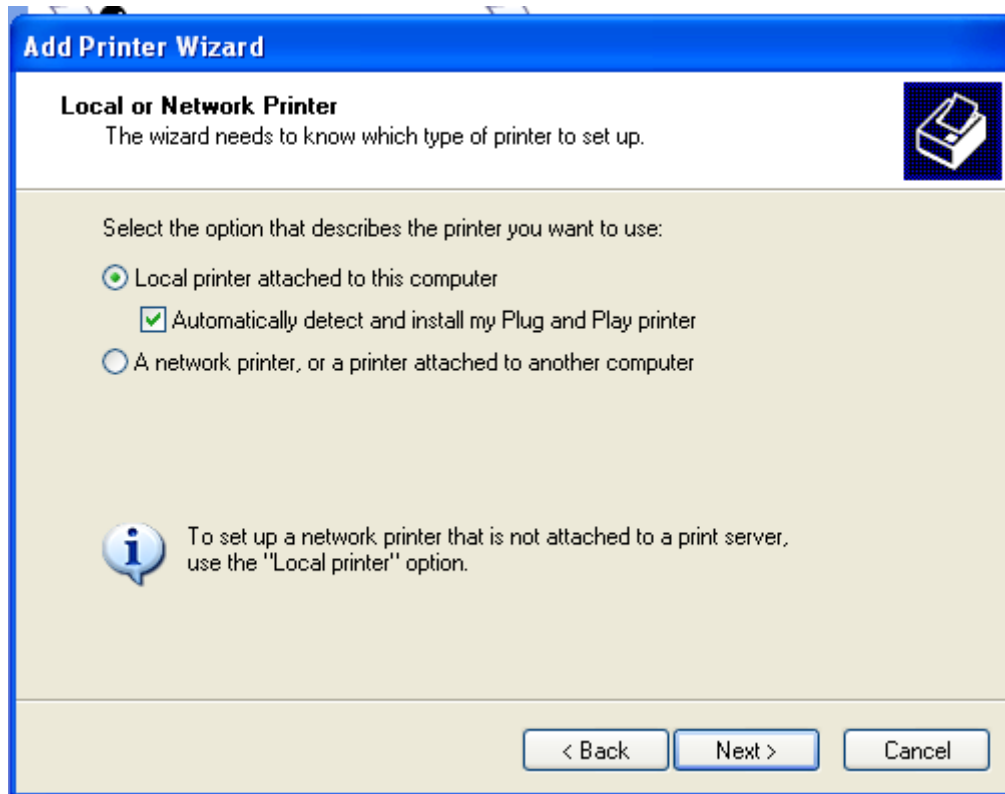 Add Printer Wizard
Local or Network Printer
The wizard needs to know which type of printer to set up.
Select the option that describes the printer you want to use:
Local printer attached to this computer
Automatically detect and install my Plug and Play printer
A network printer, or a printer attached to another computer
To set up a network printer that is not attached to a print server,
use the "Local printer" option.
< Back
Next >
Cancel